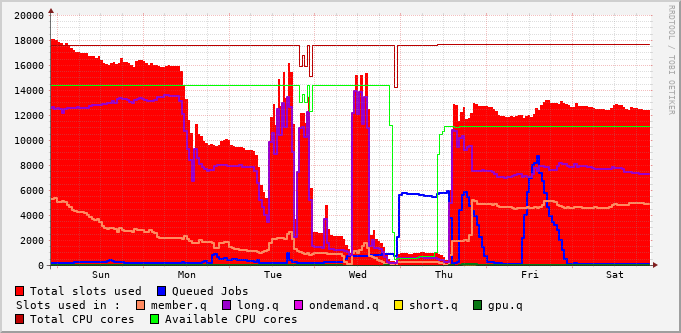 RRDTOOL / TOBI OETIKER
20000
18000
16000
14000
12000
10000
8000
6000
4000
2000
0
Sun Mon Tue Wed Thu Fri Sat
Total slots used Queued Jobs
Slots used in : member.q long.q ondemand.q short.q gpu.q
Total CPU cores Available CPU cores